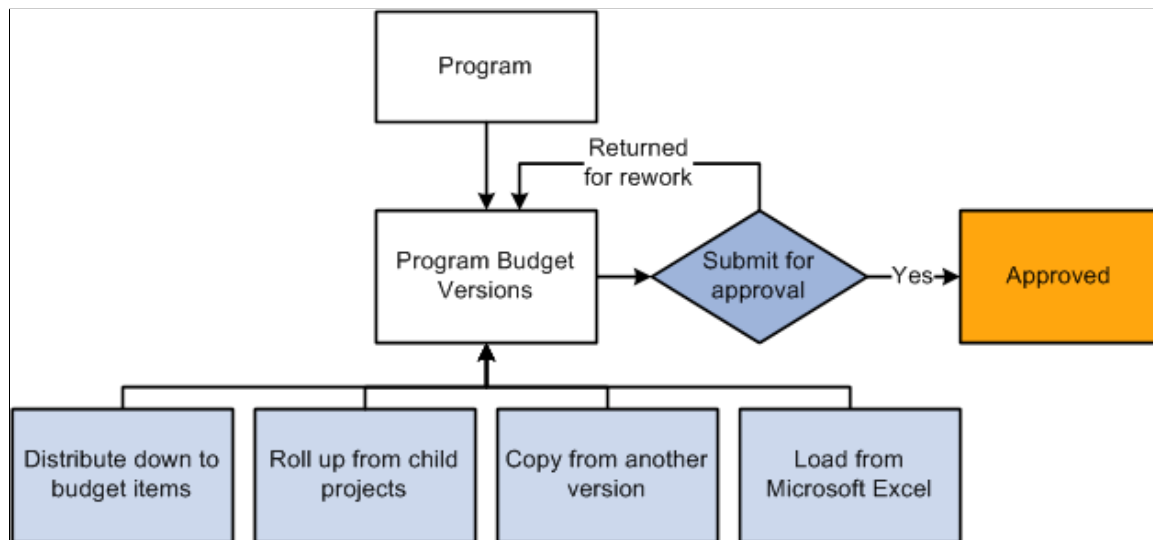 Program
Returned
for rework
Program Budget
Versions
Submit for
approval
Yes
Approved
Distribute down to
budget items
Roll up from child
projects
Copy from another
version
Load from
Microsoft Excel